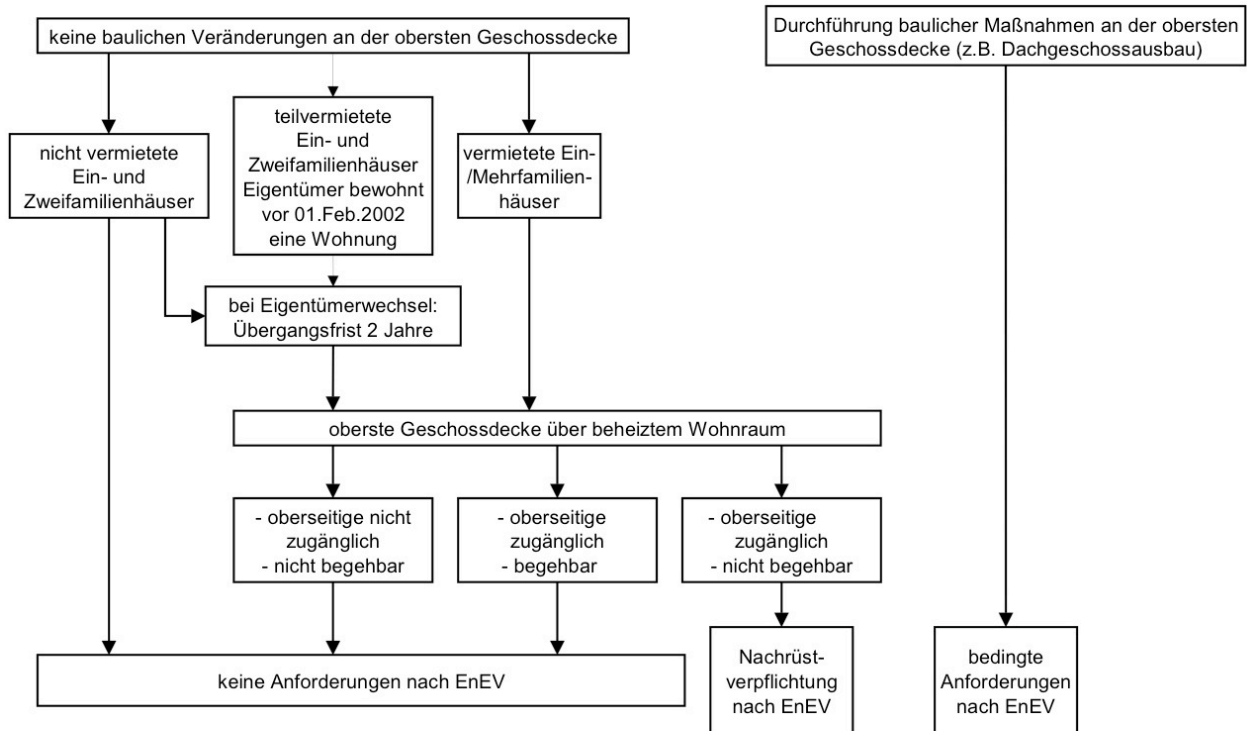 keine baulichen Veränderungen an der obersten Geschossdecke
Durchführung baulicher Maßnahmen an der obersten
Geschossdecke (z.B. Dachgeschossausbau)
nicht vermietete
Ein- und
Zweifamilienhäuser
teilvermietete
Ein- und
Zweifamilienhäuser
Eigentümer bewohnt
vor 01.Feb.2002
eine Wohnung
vermietete Ein-
/Mehrfamilien-
häuser
bei Eigentümerwechsel:
Übergangsfrist 2 Jahre
oberste Geschossdecke über beheiztem Wohnraum
- oberseitige nicht
zugänglich
- nicht begehbar
- oberseitige
zugänglich
- begehbar
- oberseitige
zugänglich
- nicht begehbar
keine Anforderungen nach EnEV
Nachrüst-
verpflichtung
nach EnEV
bedingte
Anforderungen
nach EnEV